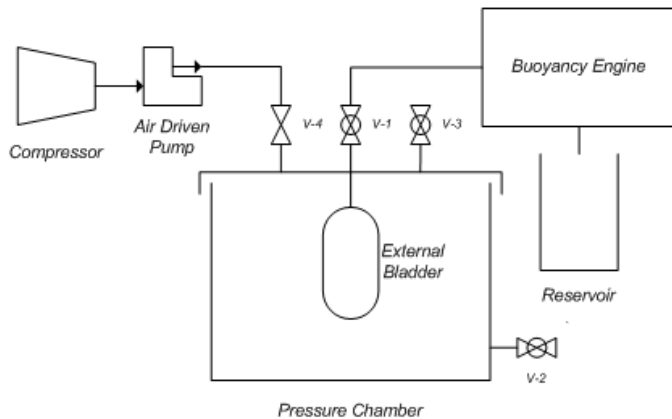 Buoyancy Engine
Compressor
Air Driven
Pump
V-4
V-1
V-3
External
Bladder
Reservoir
V-2
Pressure Chamber